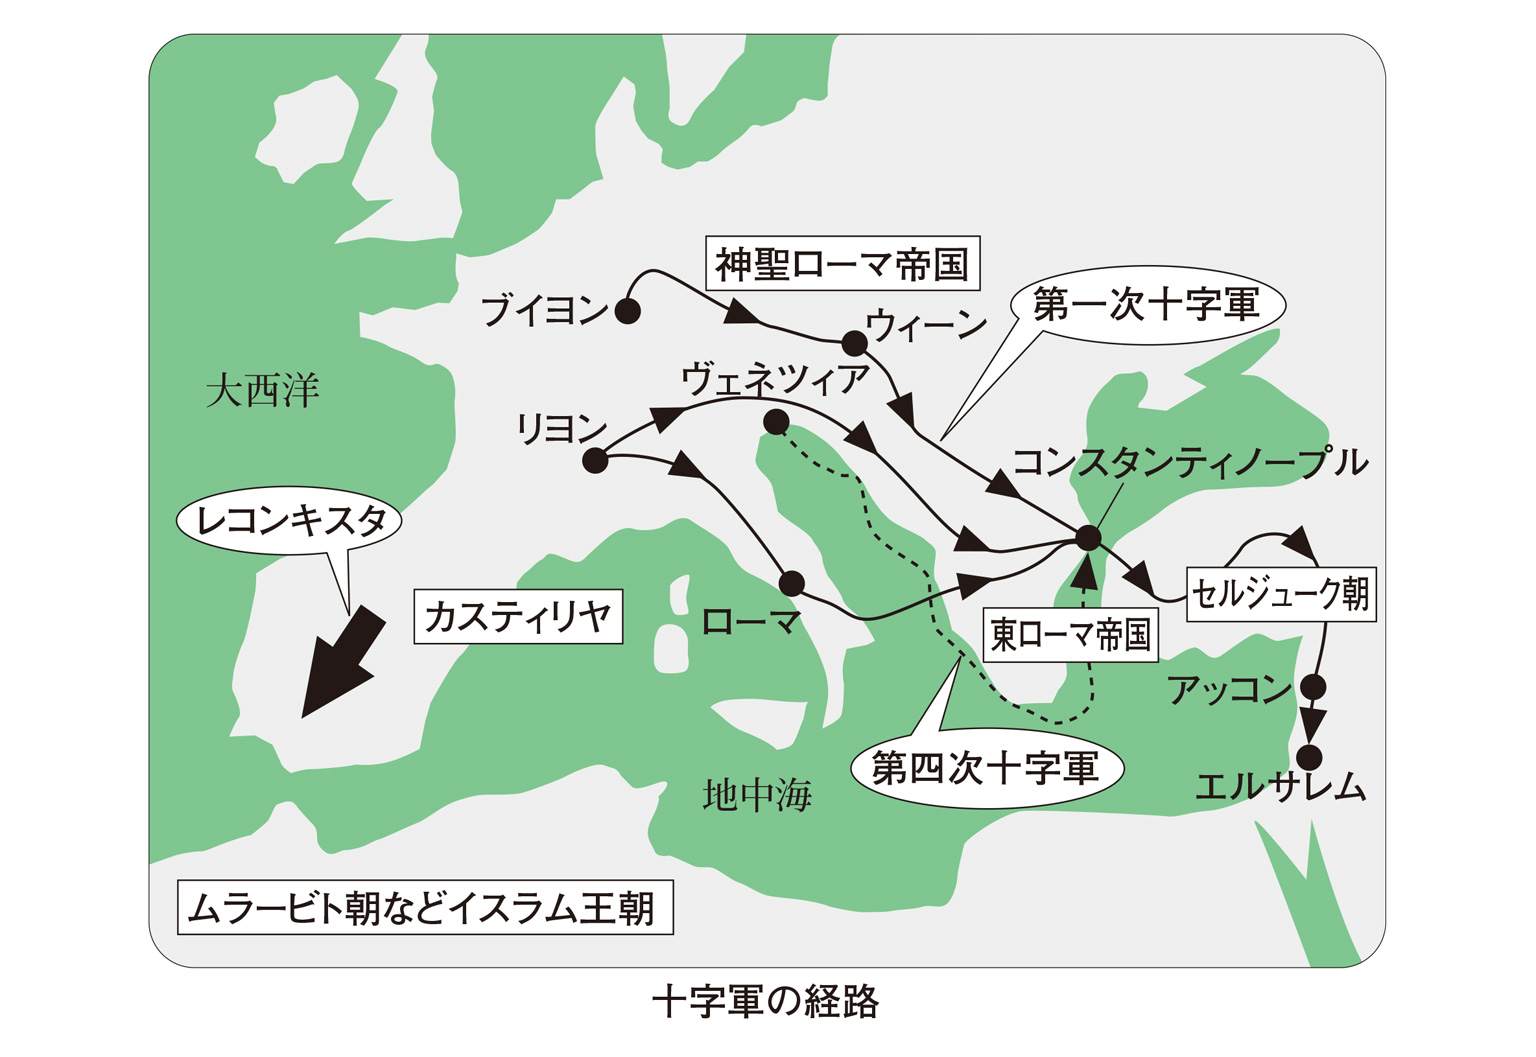 神聖ローマ帝国
ブイヨン
第一次十字軍
ウィーン
ヴェネツィア
大西洋
リヨン
コンスタンティノープル
レコンキスタ
カスティリヤ
ローマ
セルジューク朝
東ローマ帝国
アッコン
第四次十字軍
エルサレム
地中海
ムラービト朝などイスラム王朝
十字軍の経路